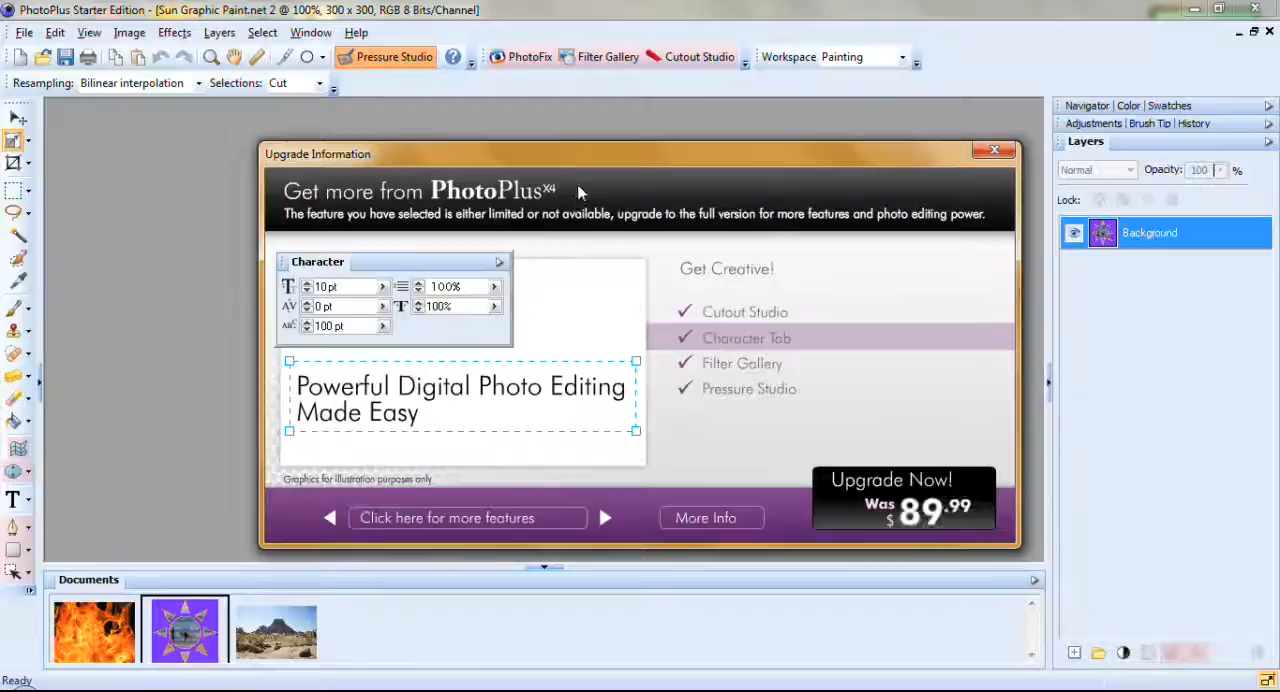 PhotoPlus Starter Edition - [Sun Graphic Paint.net 2 @ 100%, 300 x 300, RGB 8 Bits/Channel]
File Edit View Image Effects Layers Select Window Help
Pressure Studio PhotoFix Filter Gallery Cutout Studio Workspace Painting
Resampling: Bilinear interpolation Selections: Cut
Navigator | Color | Swatches
Adjustments | Brush Tip | History
Layers
Normal Opacity: 100 %
Lock:
Background
Upgrade Information
Get more from PhotoPlus X4
The feature you have selected is either limited or not available, upgrade to the full version for more features and photo editing power.
Character
10 pt 100%
0 pt 100%
100 pt
Powerful Digital Photo Editing
Made Easy
Graphics for illustration purposes only
Get Creative!
✓ Cutout Studio
✓ Character Tab
✓ Filter Gallery
✓ Pressure Studio
Upgrade Now!
Was $89.99
Click here for more features More Info
Documents
Ready